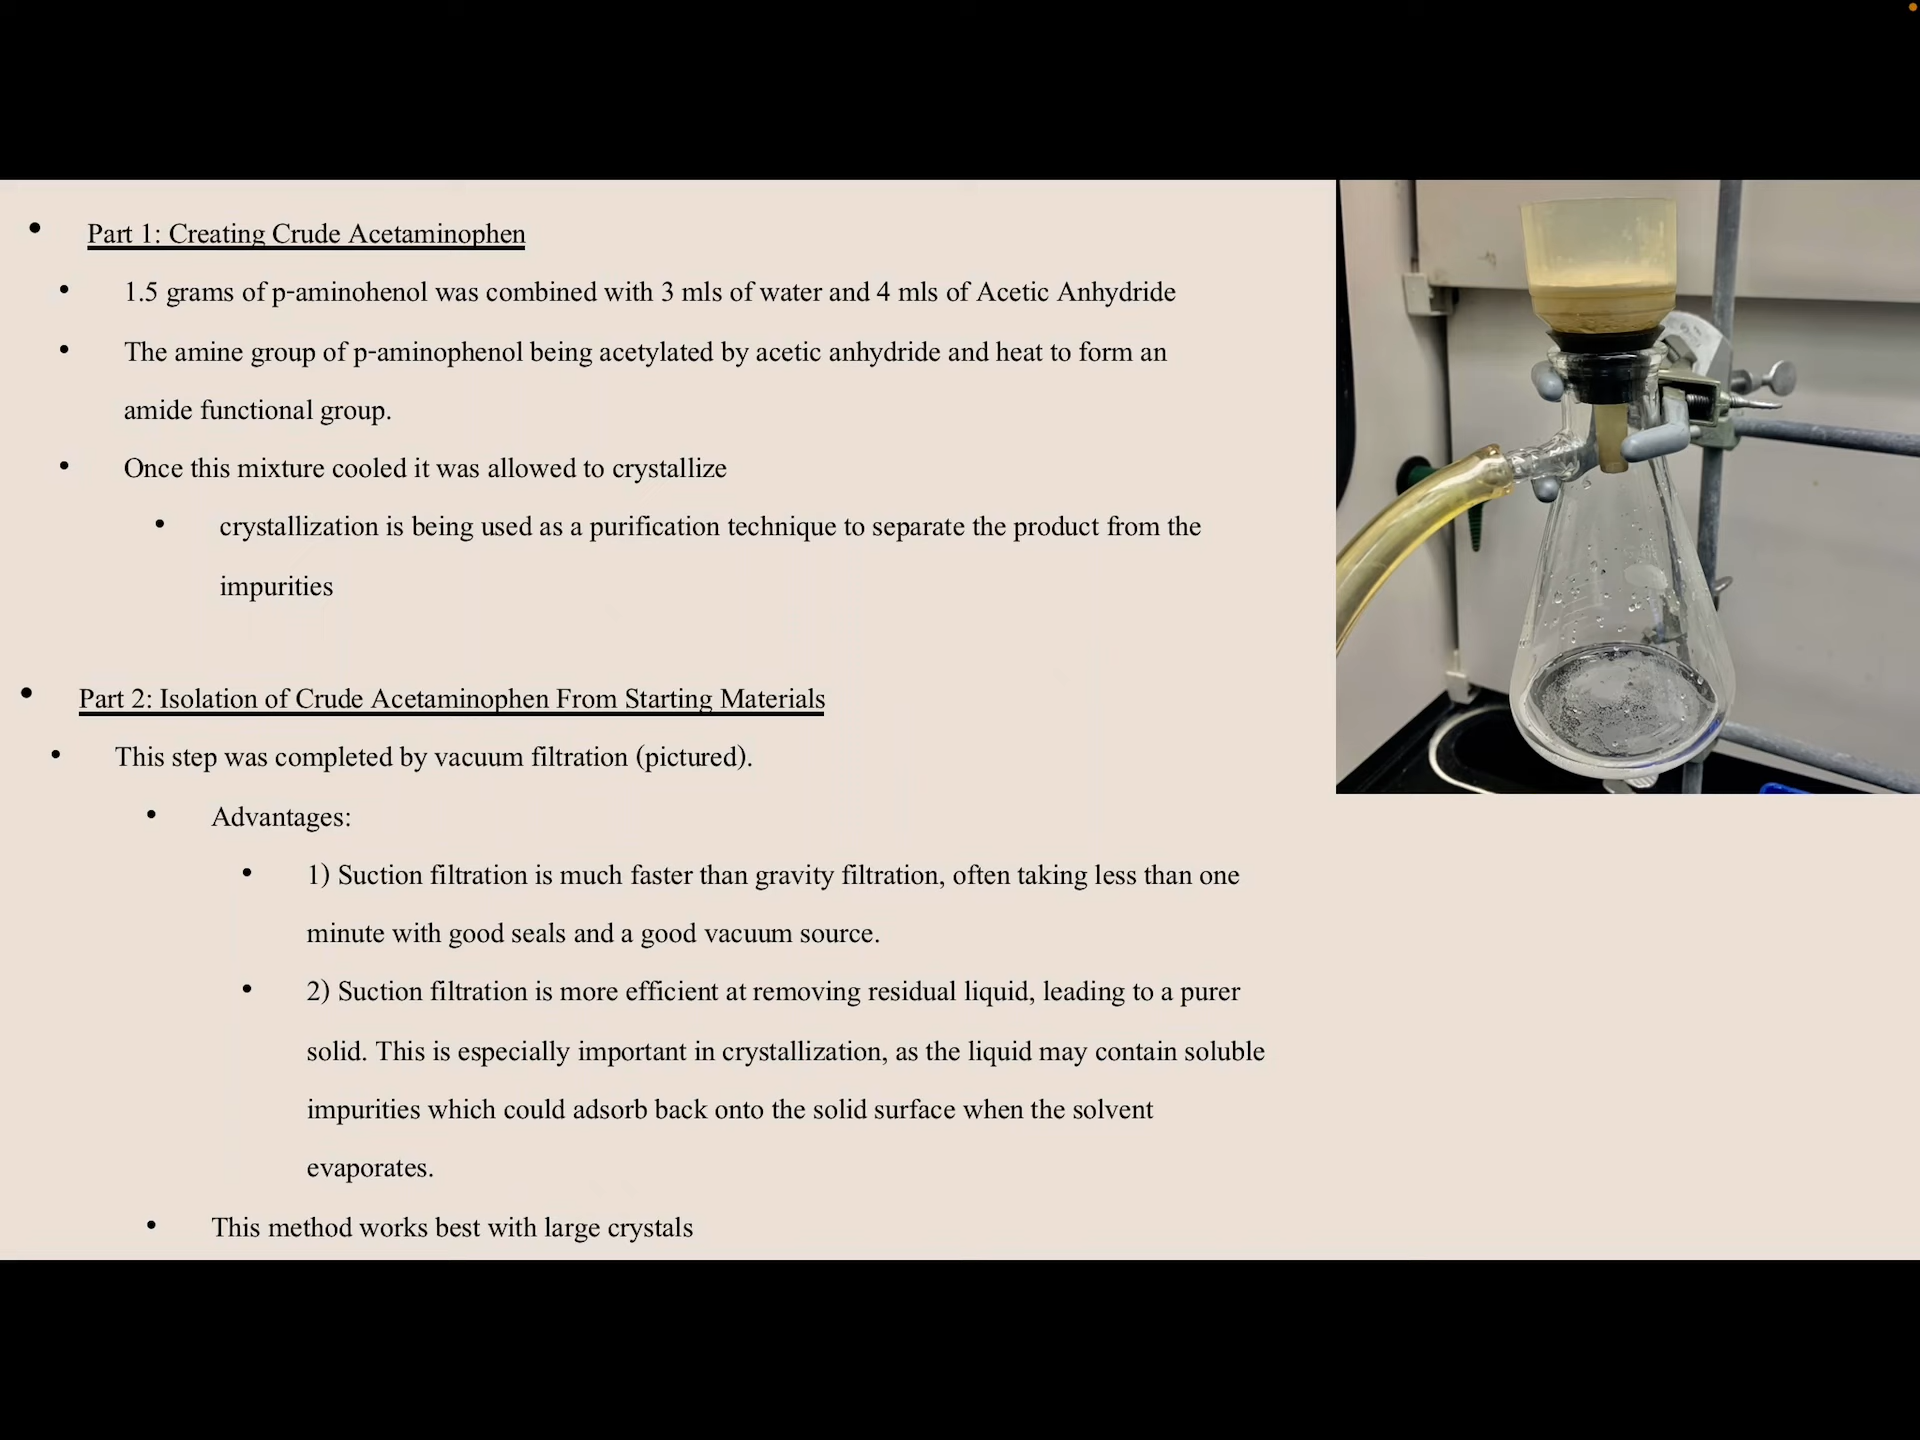 • Part 1: Creating Crude Acetaminophen
• 1.5 grams of p-aminohenol was combined with 3 mls of water and 4 mls of Acetic Anhydride
• The amine group of p-aminophenol being acetylated by acetic anhydride and heat to form an
amide functional group.
• Once this mixture cooled it was allowed to crystallize
• crystallization is being used as a purification technique to separate the product from the
impurities
• Part 2: Isolation of Crude Acetaminophen From Starting Materials
• This step was completed by vacuum filtration (pictured).
• Advantages:
• 1) Suction filtration is much faster than gravity filtration, often taking less than one
minute with good seals and a good vacuum source.
• 2) Suction filtration is more efficient at removing residual liquid, leading to a purer
solid. This is especially important in crystallization, as the liquid may contain soluble
impurities which could adsorb back onto the solid surface when the solvent
evaporates.
• This method works best with large crystals